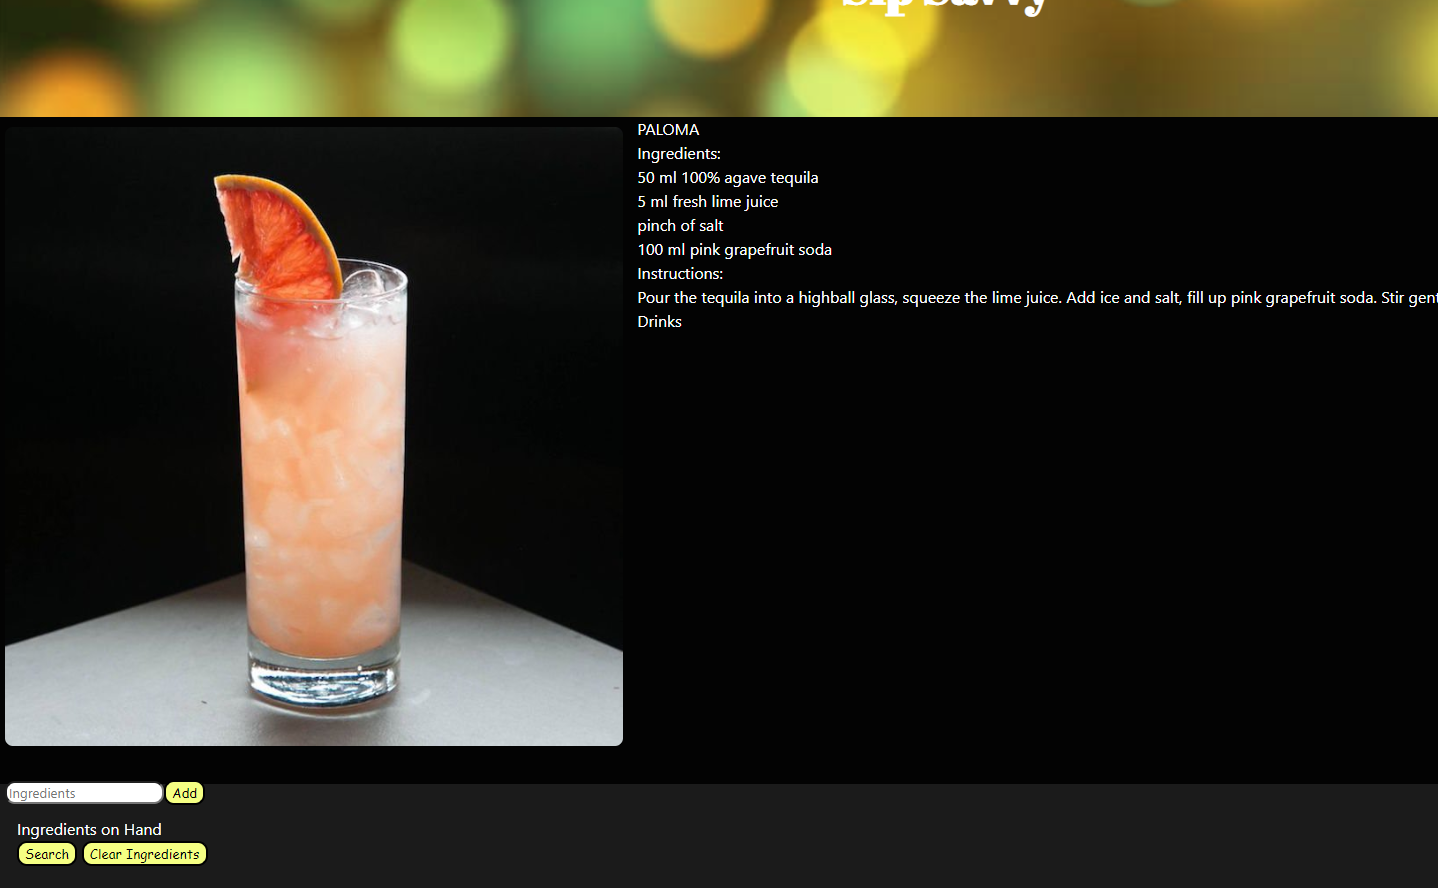 Sip Savvy
PALOMA
Ingredients:
50 ml 100% agave tequila
5 ml fresh lime juice
pinch of salt
100 ml pink grapefruit soda
Instructions:
Pour the tequila into a highball glass, squeeze the lime juice. Add ice and salt, fill up pink grapefruit soda. Stir
Drinks
Ingredients Add
Ingredients on Hand
Search Clear Ingredients